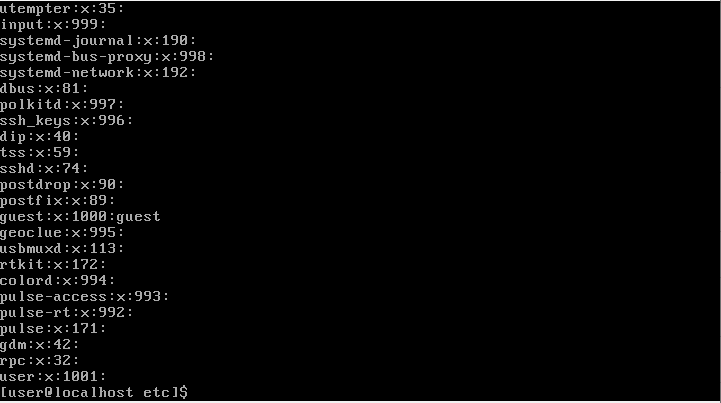 utempter:x:35:
input:x:999:
systemd-journal:x:190:
systemd-bus-proxy:x:998:
systemd-network:x:192:
dbus:x:81:
polkitd:x:997:
ssh_keys:x:996:
dip:x:40:
tss:x:59:
sshd:x:74:
postdrop:x:90:
postfix:x:89:
guest:x:1000:guest
geoclue:x:995:
usbmuxd:x:113:
rtkit:x:172:
colord:x:994:
pulse-access:x:993:
pulse-rt:x:992:
pulse:x:171:
gdm:x:42:
rpc:x:32:
user:x:1001:
[user@localhost etc]$